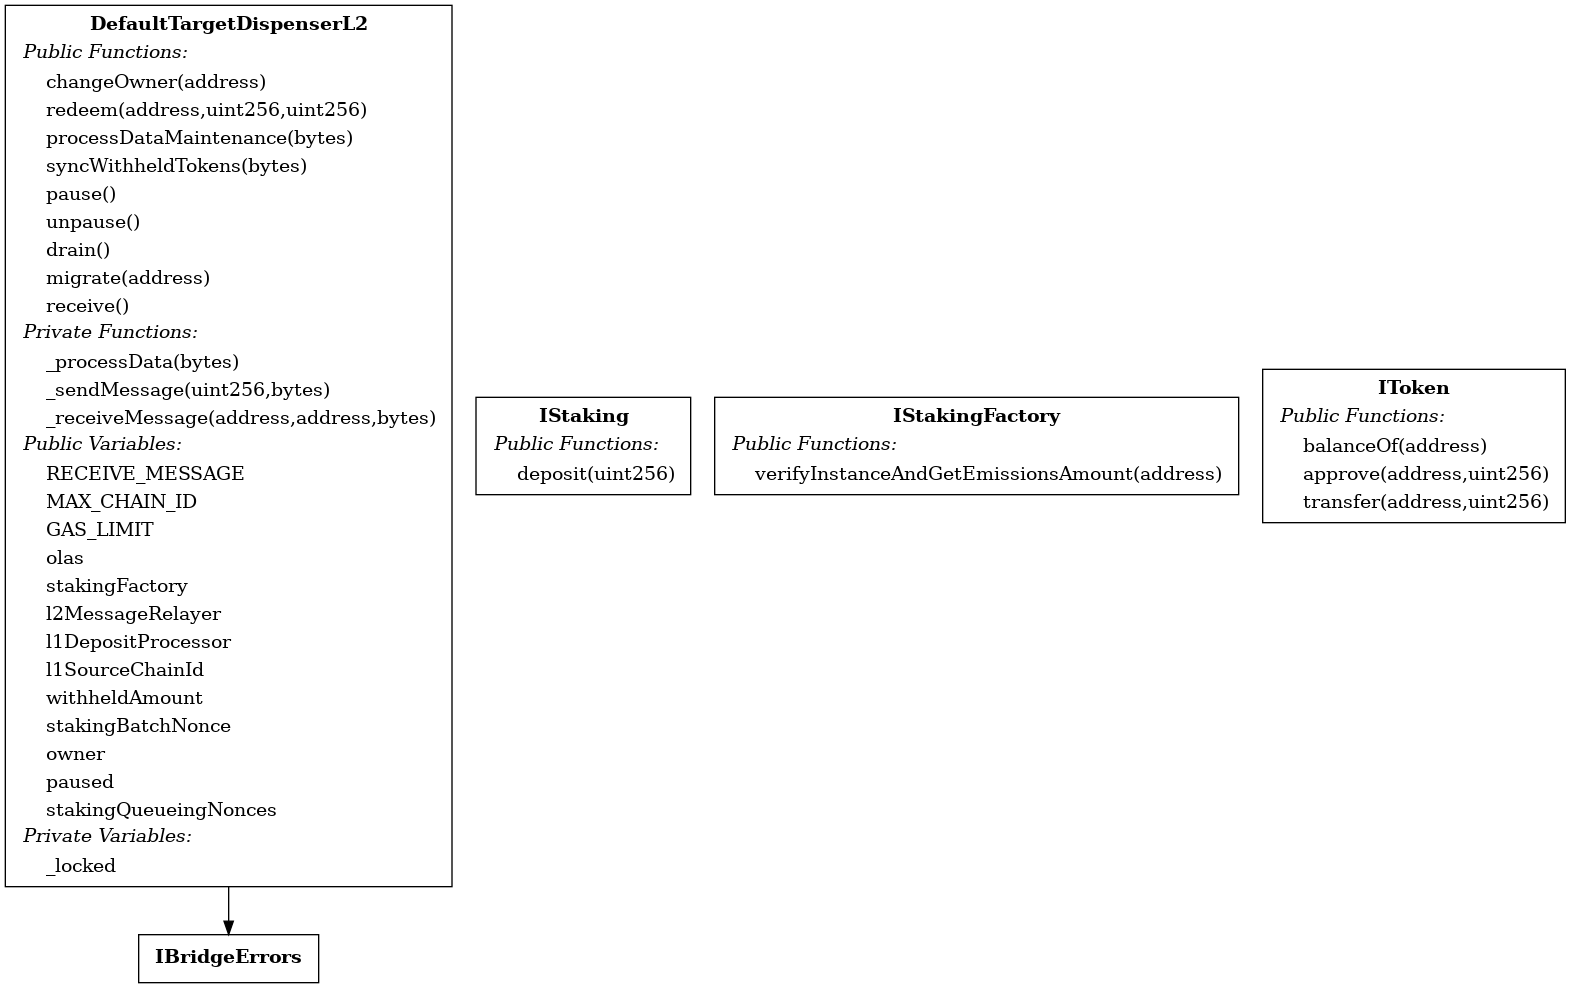 DefaultTargetDispenserL2
Public Functions:
changeOwner(address)
redeem(address,uint256,uint256)
processDataMaintenance(bytes)
syncWithheldTokens(bytes)
pause()
unpause()
drain()
migrate(address)
receive()
Private Functions:
_processData(bytes)
_sendMessage(uint256,bytes)
_receiveMessage(address,address,bytes)
Public Variables:
RECEIVE_MESSAGE
MAX_CHAIN_ID
GAS_LIMIT
olas
stakingFactory
l2MessageRelayer
l1DepositProcessor
l1SourceChainId
withheldAmount
stakingBatchNonce
owner
paused
stakingQueueingNonces
Private Variables:
_locked
IBridgeErrors
IStaking
Public Functions:
deposit(uint256)
IStakingFactory
Public Functions:
verifyInstanceAndGetEmissionsAmount(address)
IToken
Public Functions:
balanceOf(address)
approve(address,uint256)
transfer(address,uint256)